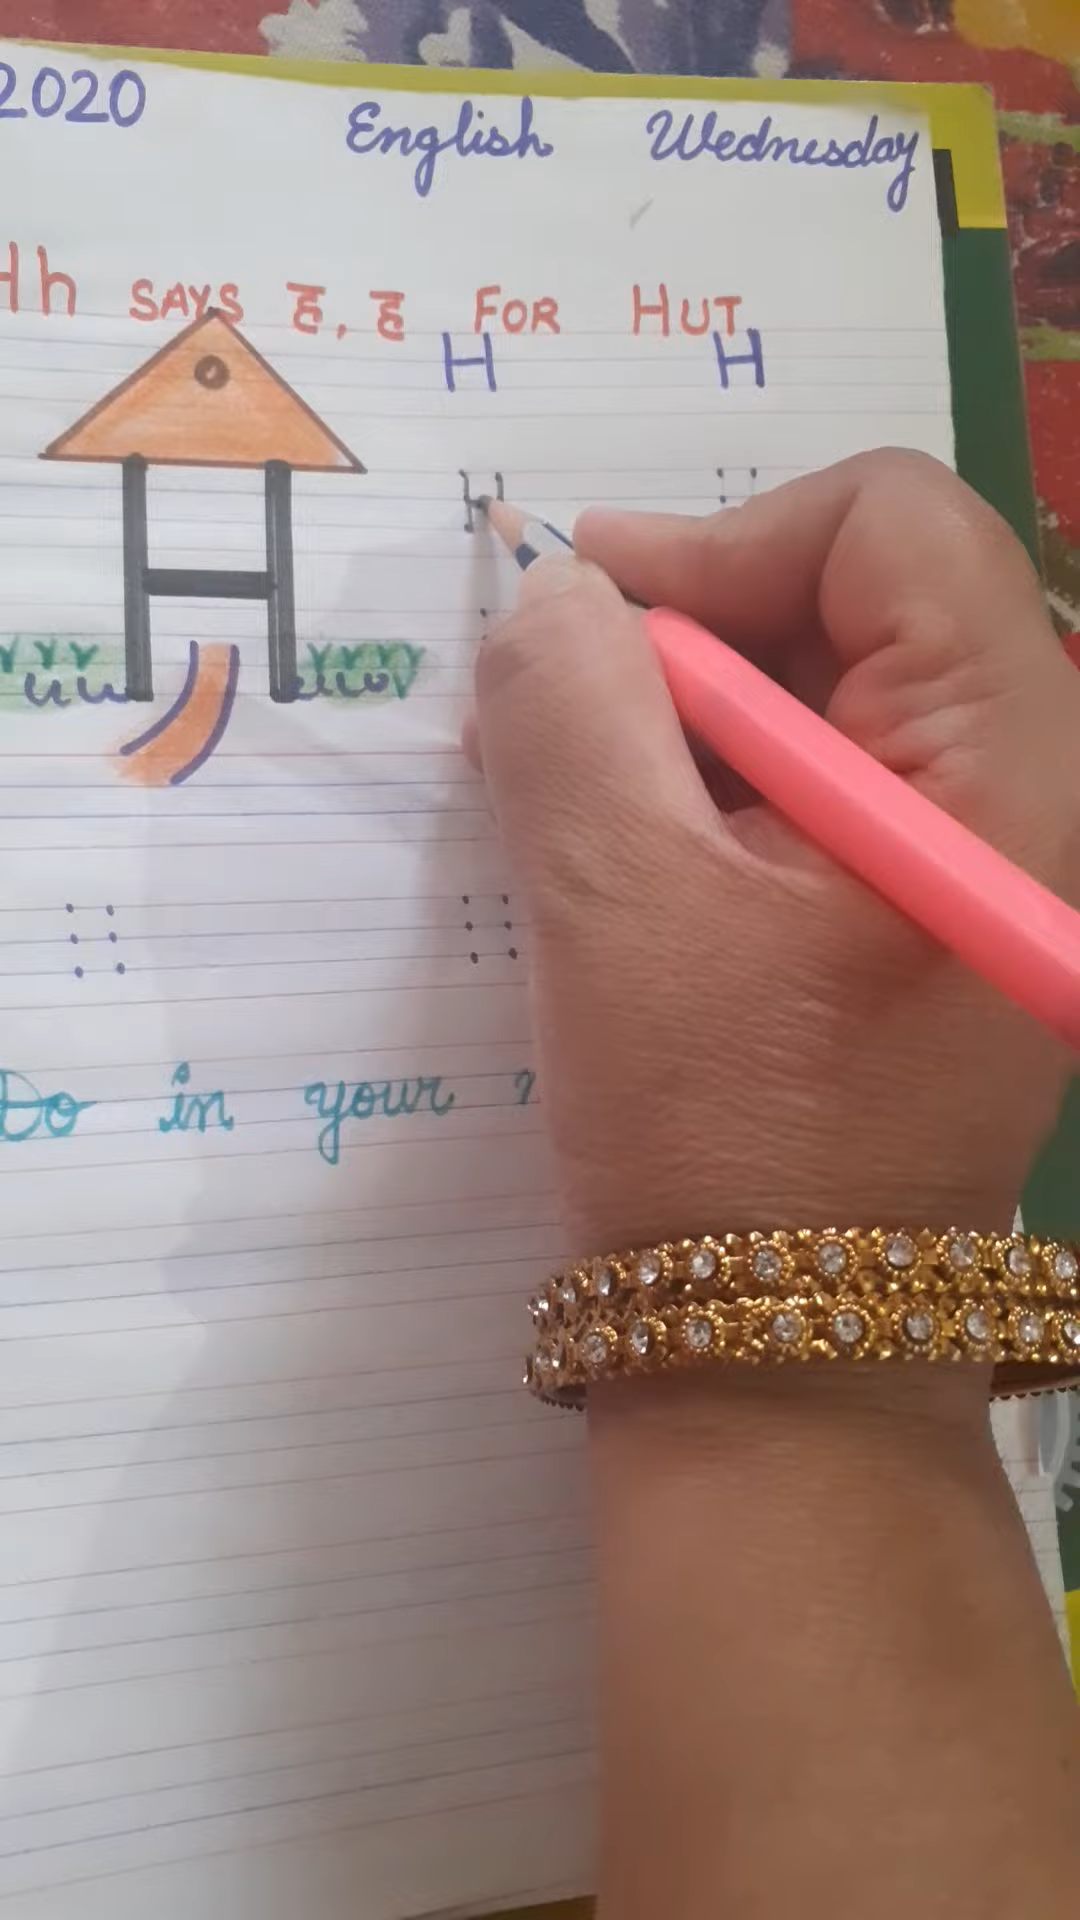 2020 English Wednesday
Hh SAYS ह, ह FOR HUT
H H
H
Do in your